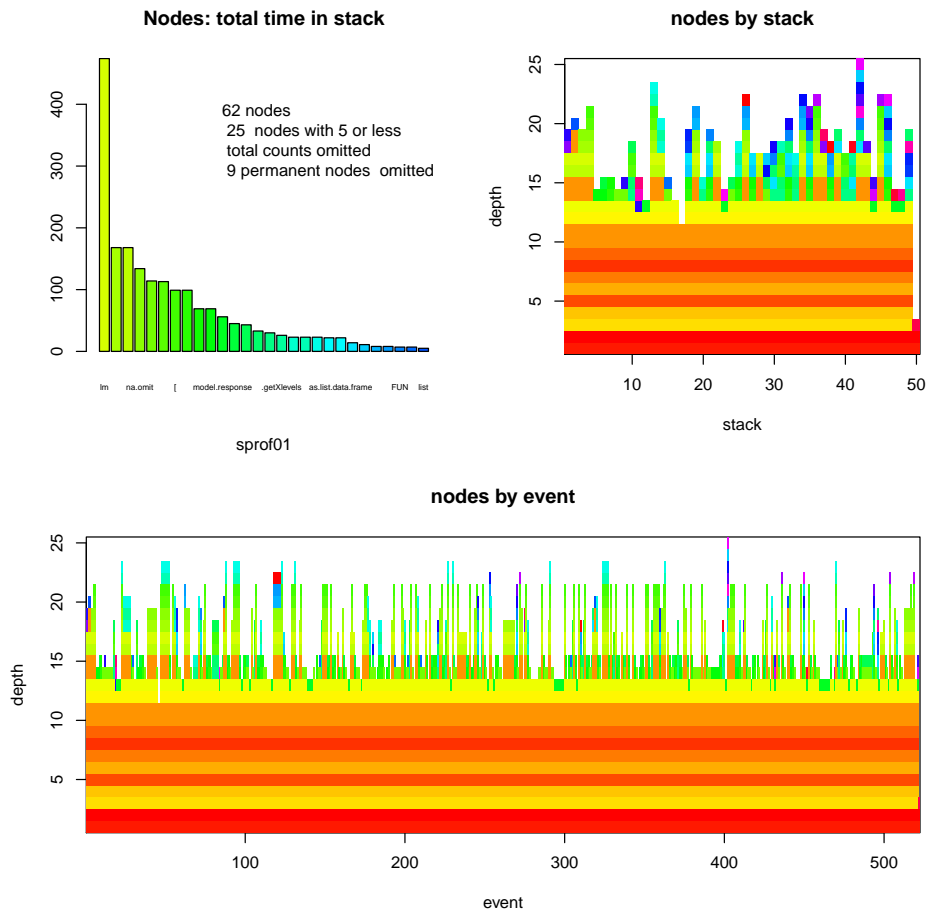 Nodes: total time in stack
400
300
200
100
0
62 nodes
25 nodes with 5 or less
total counts omitted
9 permanent nodes omitted
lm na.omit [ model.response .getXlevels as.list.data.frame FUN list
sprof01
nodes by stack
depth
25
20
15
10
5
10 20 30 40 50
stack
nodes by event
depth
25
20
15
10
5
100 200 300 400 500
event